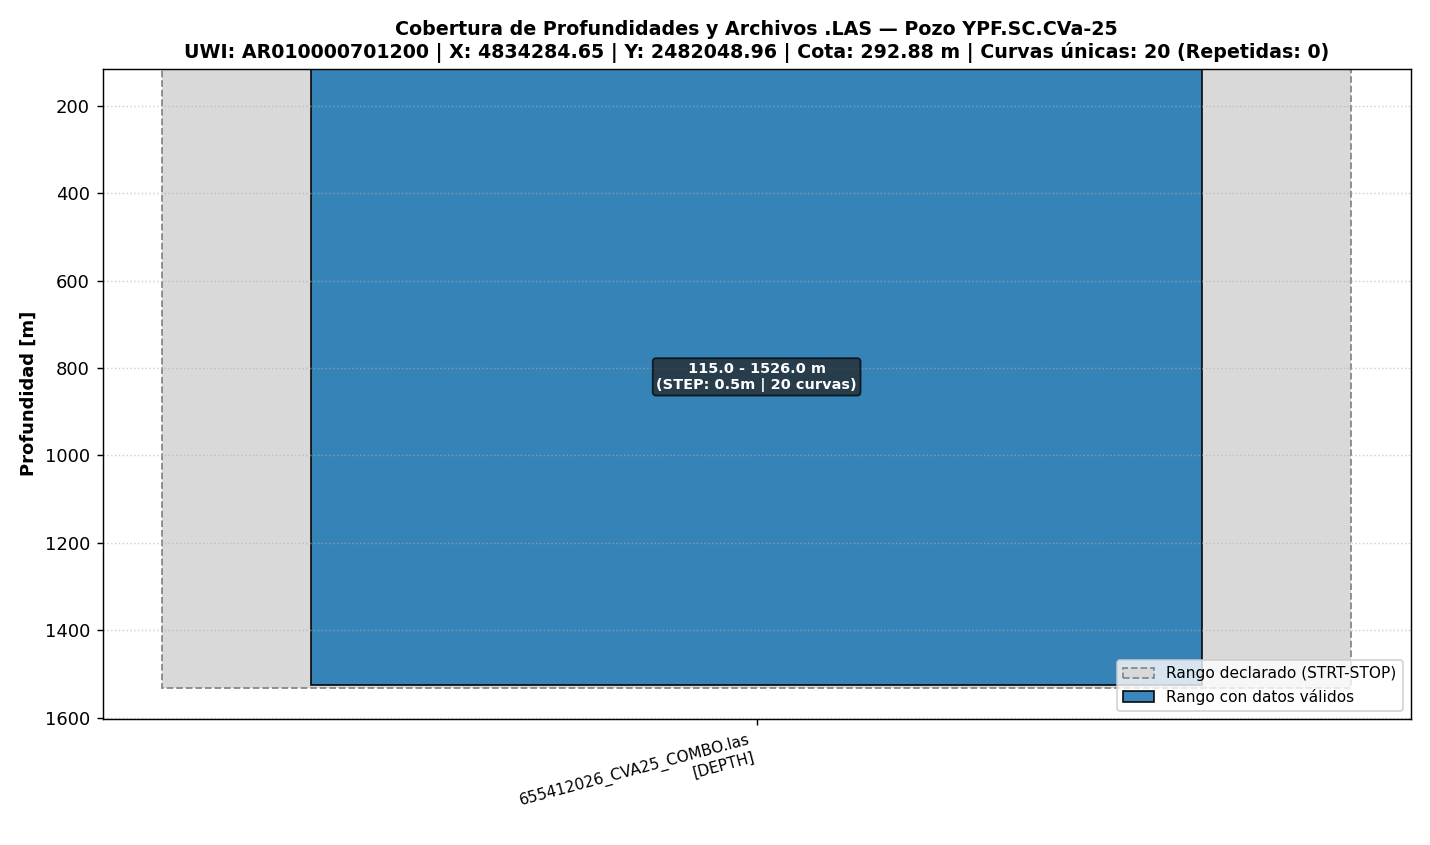 Cobertura de Profundidades y Archivos .LAS — Pozo YPF.SC.CVa-25
UWI: AR010000701200 | X: 4834284.65 | Y: 2482048.96 | Cota: 292.88 m | Curvas únicas: 20 (Repetidas: 0)
Profundidad [m]
200
400
600
800
1000
1200
1400
1600
115.0 - 1526.0 m
(STEP: 0.5m | 20 curvas)
Rango declarado (STRT-STOP)
Rango con datos válidos
655412026_CVA25_COMBO.las
[DEPTH]